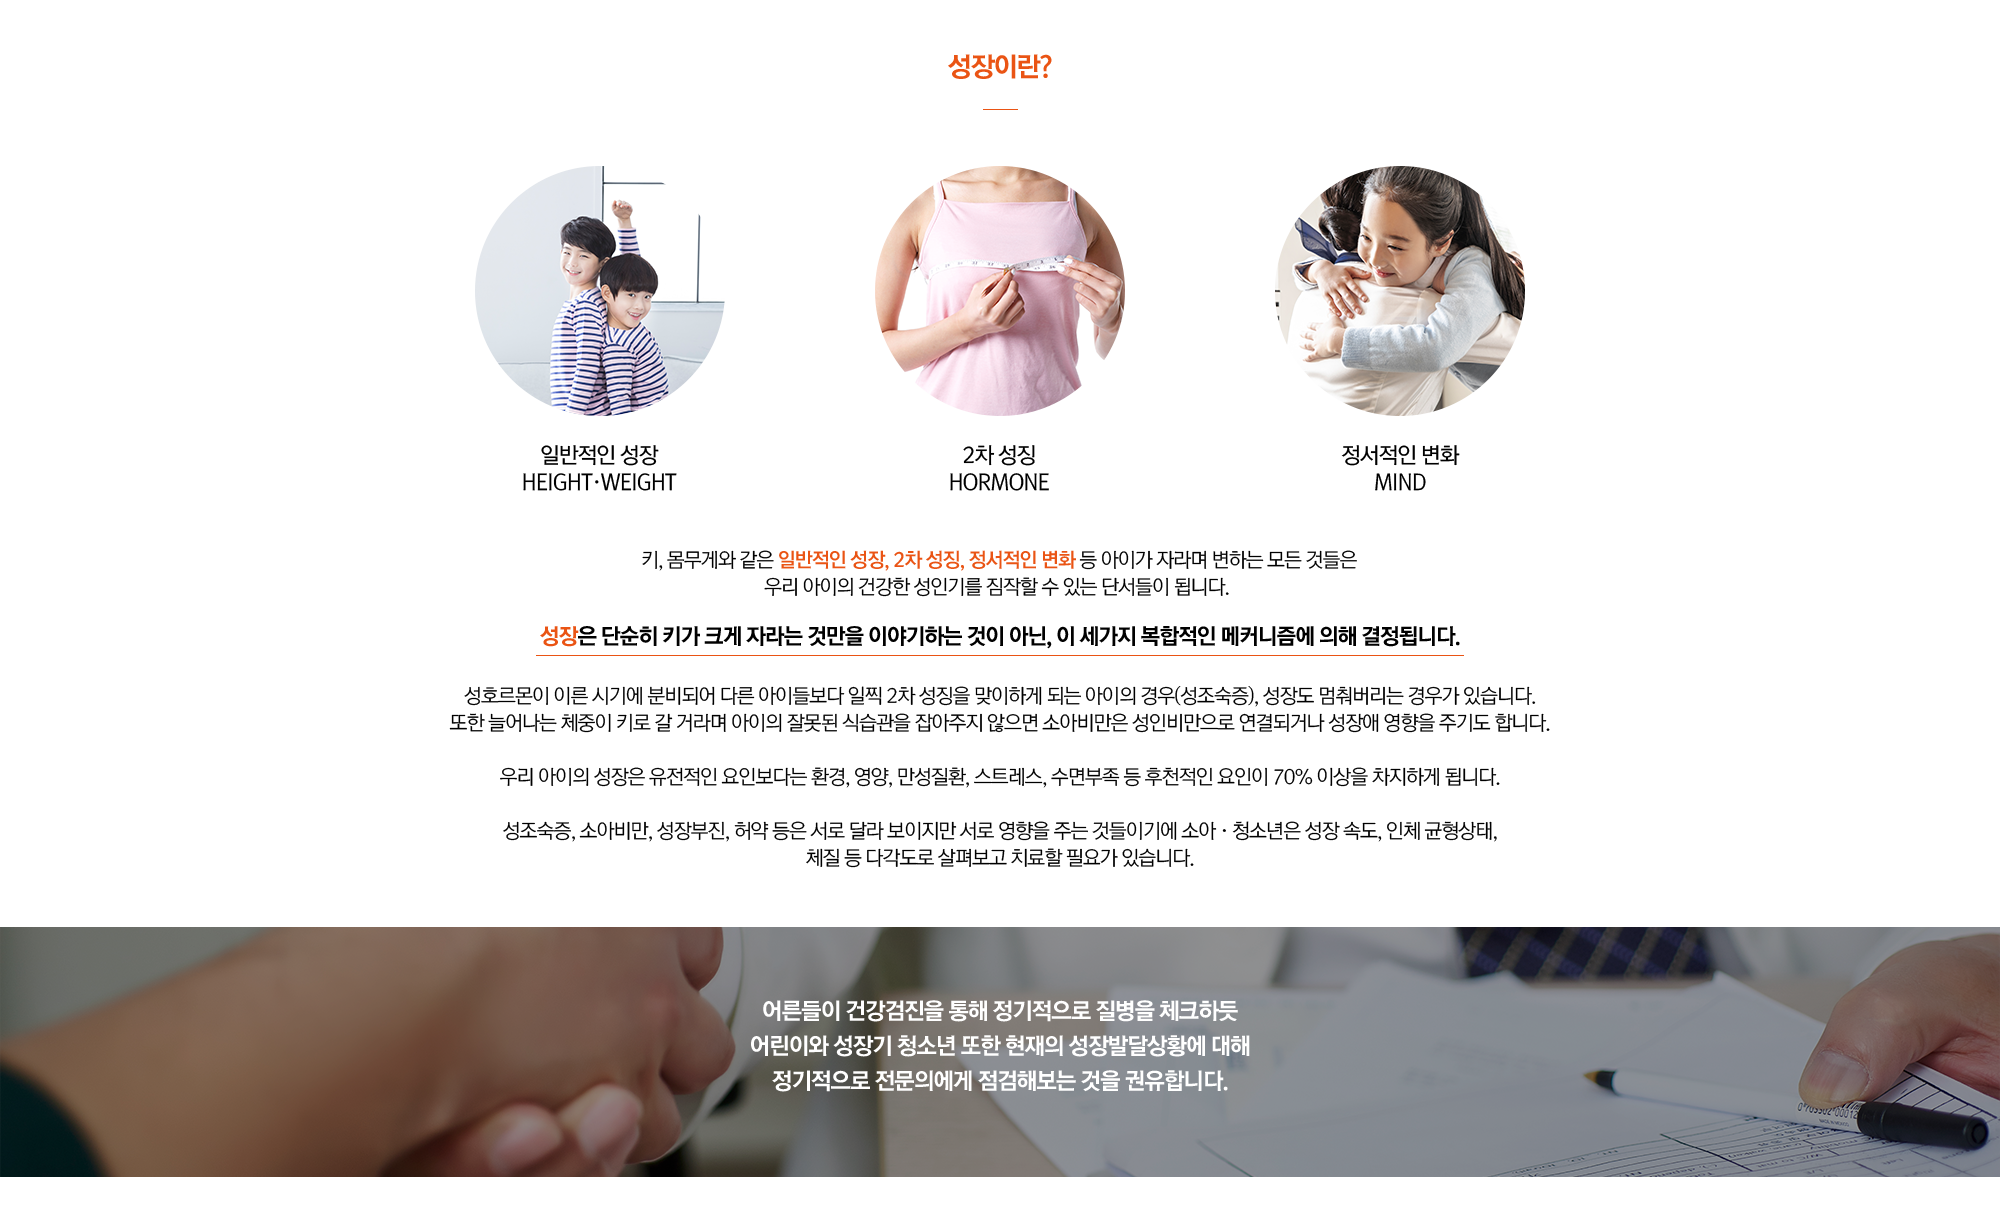 성장이란?
일반적인 성장
HEIGHT·WEIGHT
2차 성징
HORMONE
정서적인 변화
MIND
키, 몸무게와 같은 일반적인 성장, 2차 성징, 정서적인 변화 등 아이가 자라며 변하는 모든 것들은
우리 아이의 건강한 성인기를 짐작할 수 있는 단서들이 됩니다.
성장은 단순히 키가 크게 자라는 것만을 이야기하는 것이 아닌, 이 세가지 복합적인 메커니즘에 의해 결정됩니다.
성호르몬이 이른 시기에 분비되어 다른 아이들보다 일찍 2차 성징을 맞이하게 되는 아이의 경우(성조숙증), 성장도 멈춰버리는 경우가 있습니다.
또한 늘어나는 체중이 키로 갈 거라며 아이의 잘못된 식습관을 잡아주지 않으면 소아비만은 성인비만으로 연결되거나 성장애 영향을 주기도 합니다.
우리 아이의 성장은 유전적인 요인보다는 환경, 영양, 만성질환, 스트레스, 수면부족 등 후천적인 요인이 70% 이상을 차지하게 됩니다.
성조숙증, 소아비만, 성장부진, 허약 등은 서로 달라 보이지만 서로 영향을 주는 것들이기에 소아 · 청소년은 성장 속도, 인체 균형상태,
체질 등 다각도로 살펴보고 치료할 필요가 있습니다.
어른들이 건강검진을 통해 정기적으로 질병을 체크하듯
어린이와 성장기 청소년 또한 현재의 성장발달상황에 대해
정기적으로 전문의에게 점검해보는 것을 권유합니다.